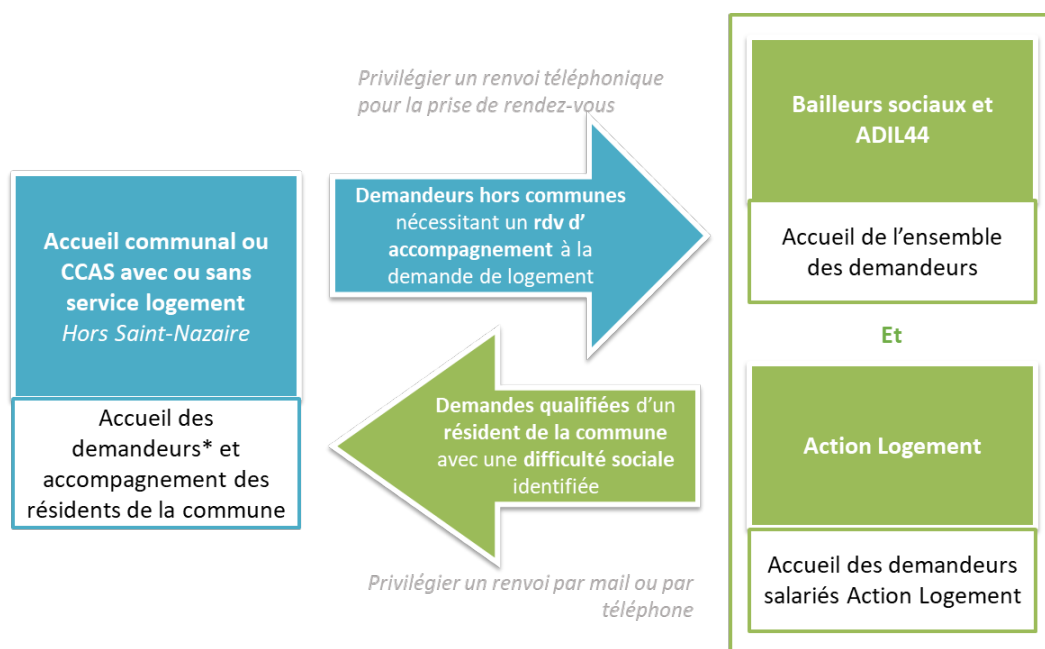 Accueil communal ou
CCAS avec ou sans
service logement
Hors Saint-Nazaire
Accueil des
demandeurs* et
accompagnement des
résidents de la commune
Privilégier un renvoi téléphonique
pour la prise de rendez-vous
Demandeurs hors communes
nécessitant un rdv d’
accompagnement à la
demande de logement
Demandes qualifiées d’un
résident de la commune
avec une difficulté sociale
identifiée
Privilégier un renvoi par mail ou par
téléphone
Bailleurs sociaux et
ADIL44
Accueil de l’ensemble
des demandeurs
Et
Action Logement
Accueil des demandeurs
salariés Action Logement